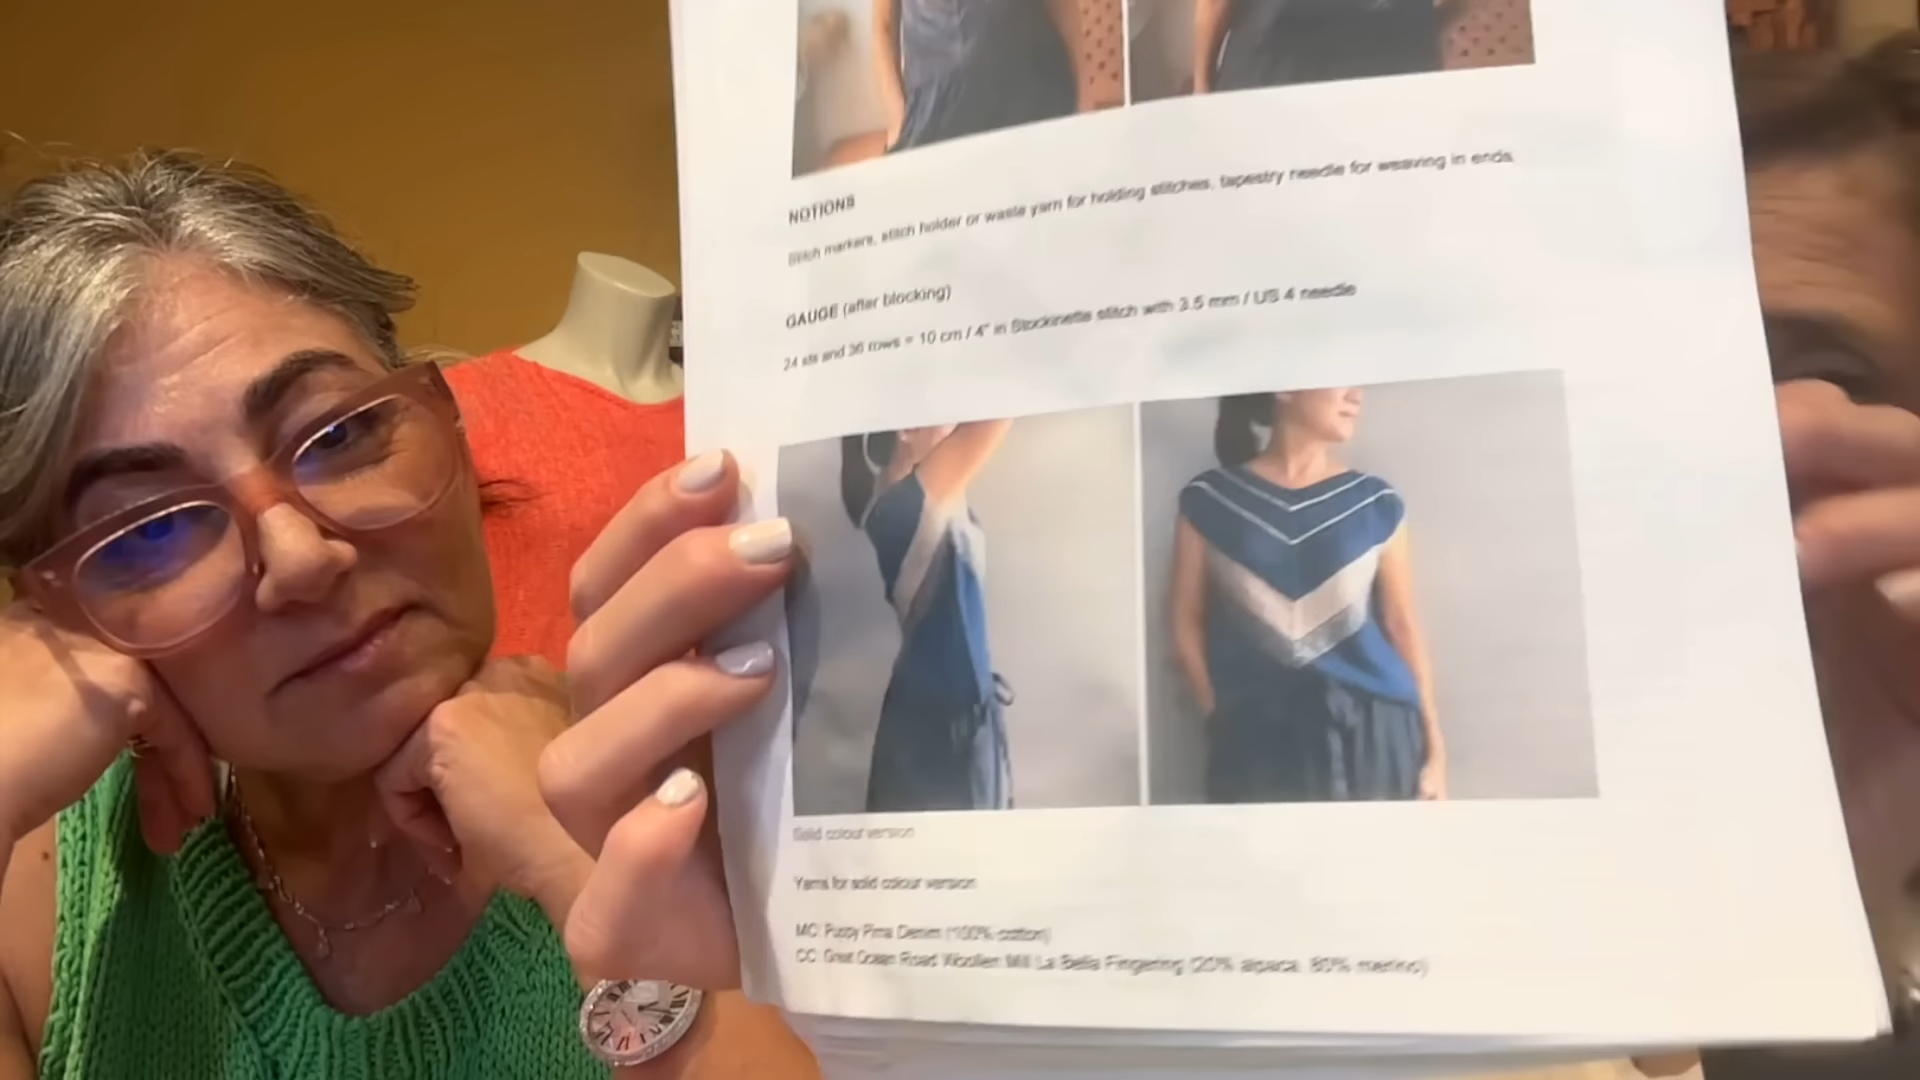 NOTIONS
Stitch markers, stitch holder or waste yarn for holding stitches, tapestry needle for weaving in ends.
GAUGE (after blocking)
24 sts and 36 rows = 10 cm / 4" in Stockinette stitch with 3.5 mm / US 4 needle
Solid colour version
Yarns for solid colour version
MC: Puppy Pima Denim (100% cotton)
CC: Great Ocean Road Woollen Mill La Bella Fingering (20% alpaca, 80% merino)